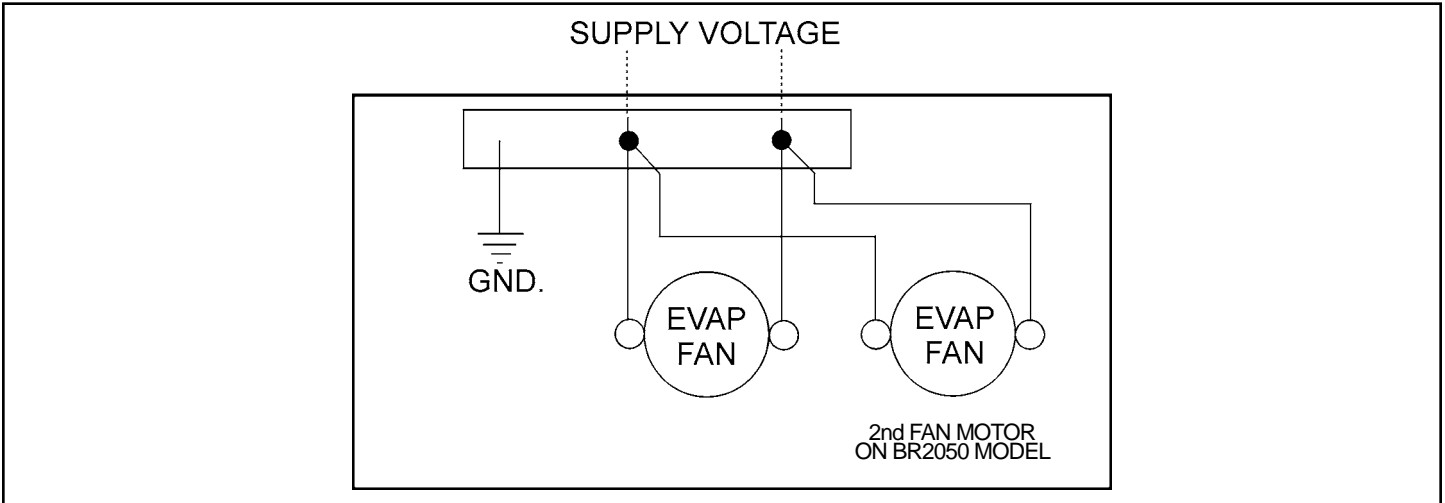 SUPPLY VOLTAGE
GND.
EVAP
FAN
EVAP
FAN
2nd FAN MOTOR
ON BR2050 MODEL